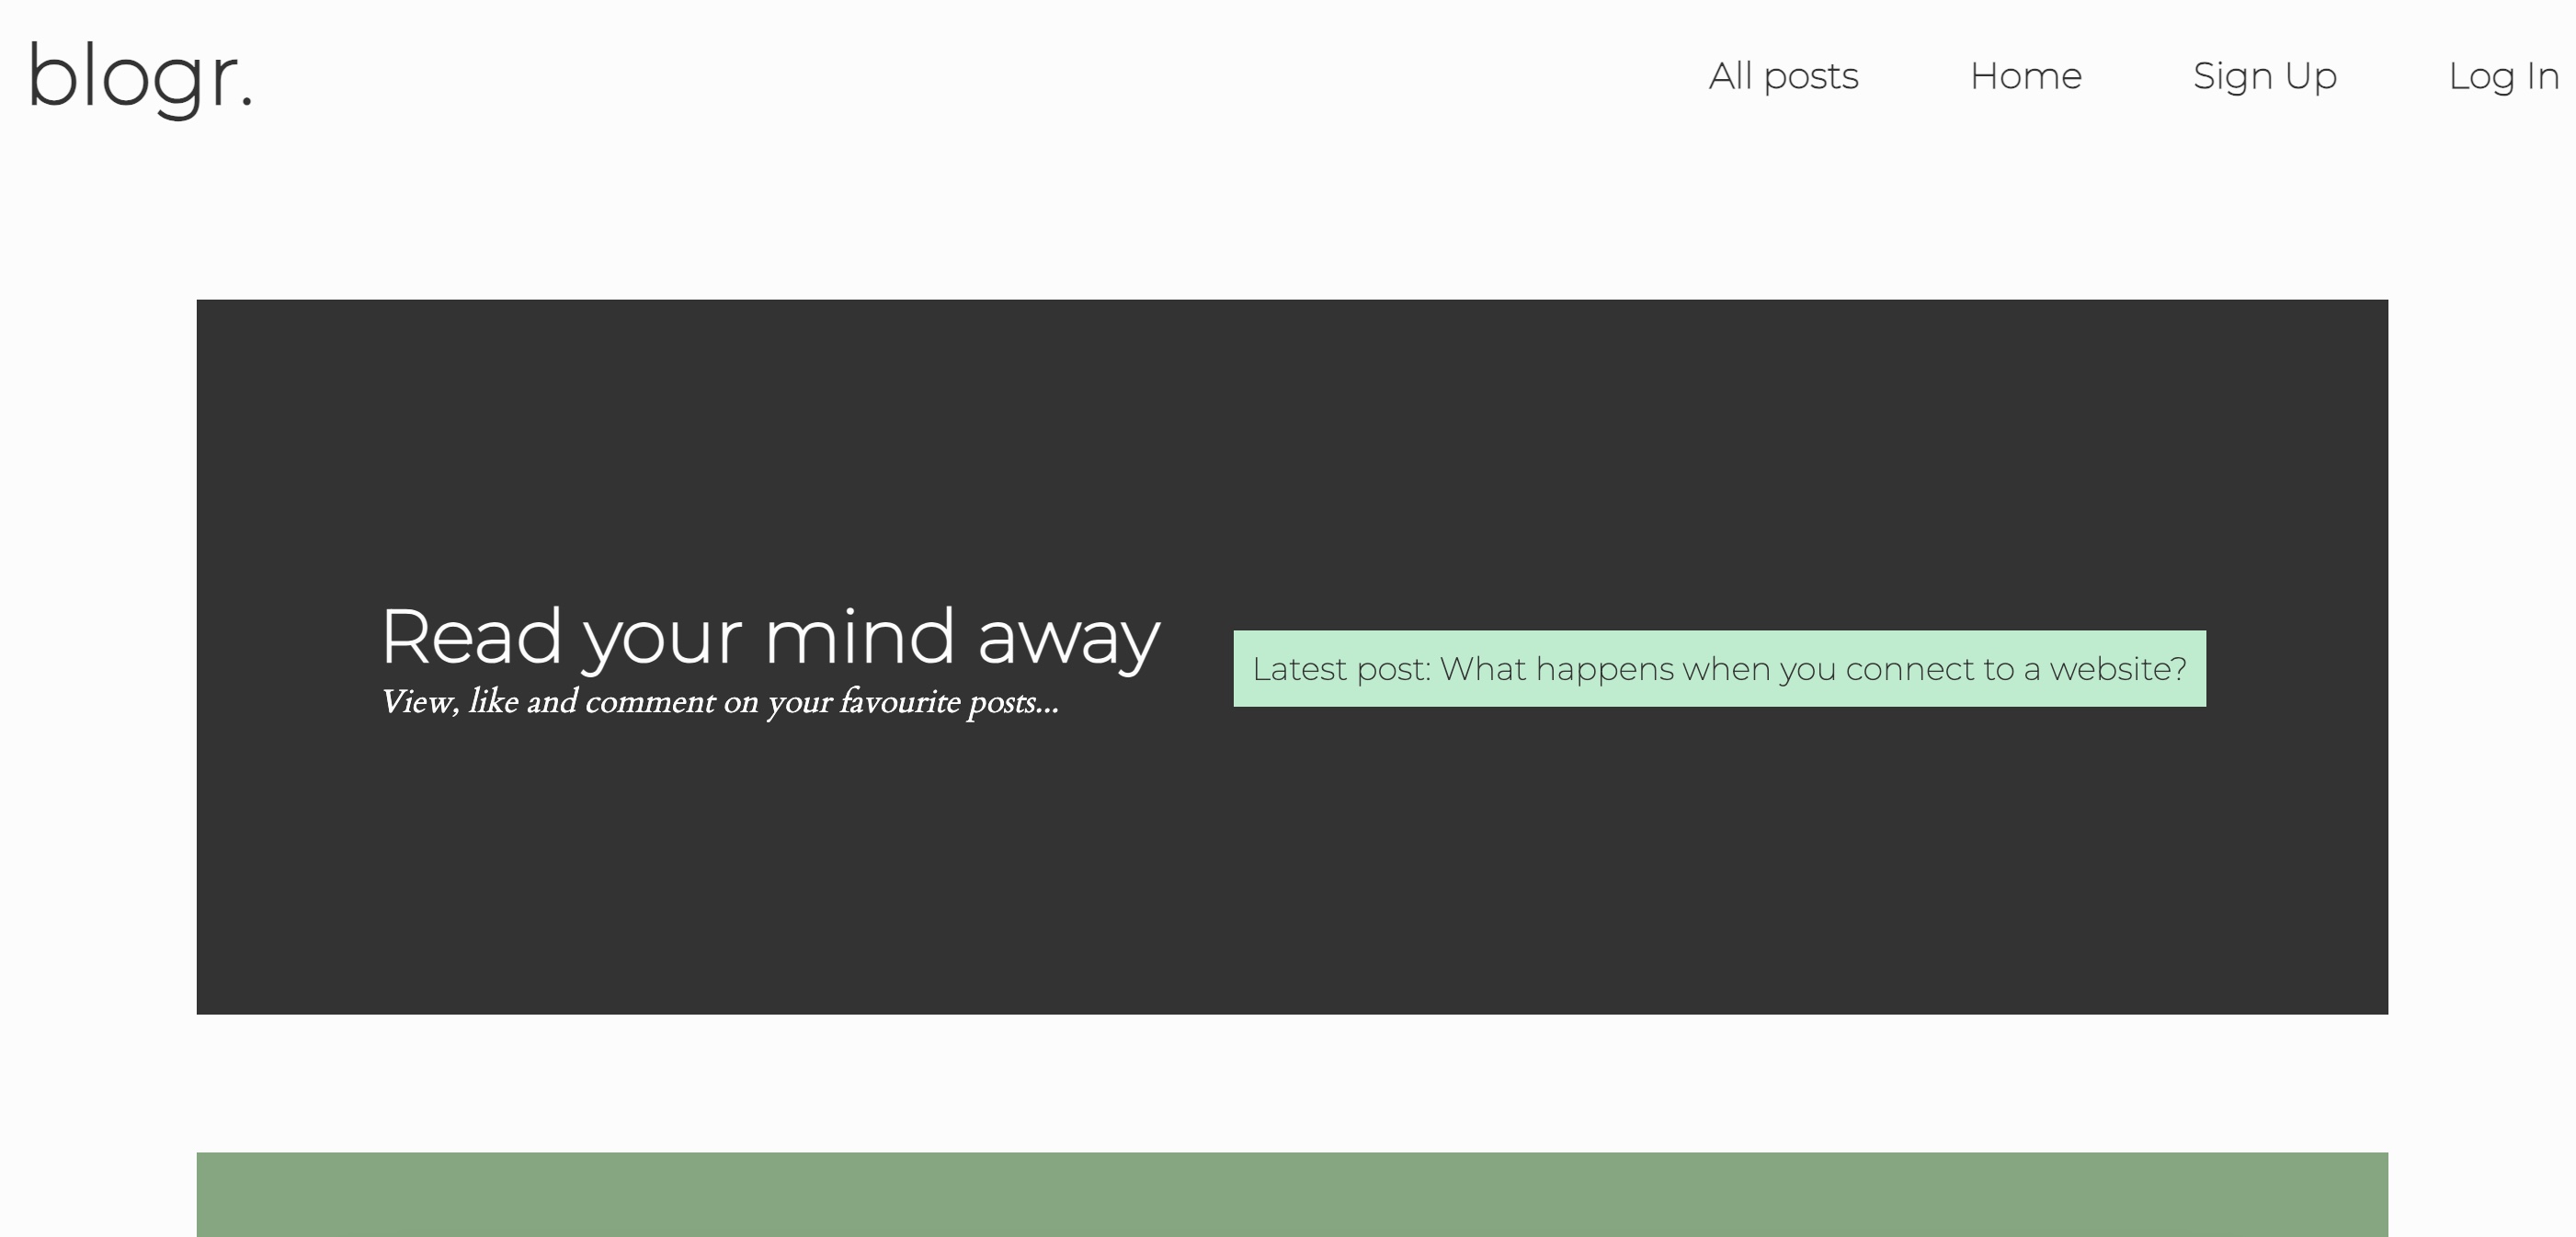 blogr.
All posts Home Sign Up Log In
Read your mind away
View, like and comment on your favourite posts...
Latest post: What happens when you connect to a website?